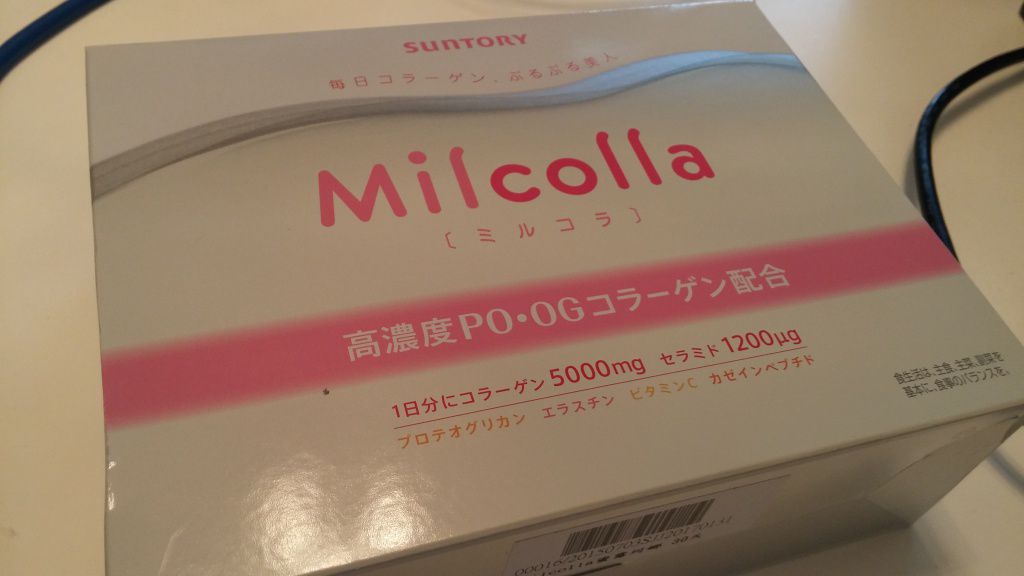 SUNTORY
毎日コラーゲン、ぷるぷる美人
Milcolla
〔ミルコラ〕
高濃度PO・OGコラーゲン配合
1日分にコラーゲン5000mg セラミド1200μg
プロテオグリカン エラスチン ビタミンC カゼインペプチド
食生活は、主食、主菜、副菜を
基本に、食事のバランスを。